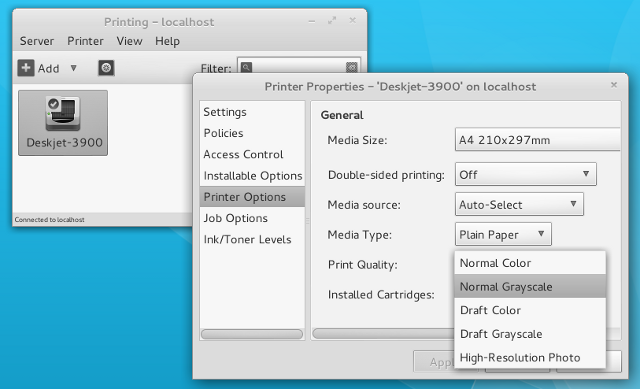 Printing – localhost
Server Printer View Help
Add Filter:
Deskjet-3900
Connected to localhost
Printer Properties – 'Deskjet-3900' on localhost
Settings
Policies
Access Control
Installable Options
Printer Options
Job Options
Ink/Toner Levels
General
Media Size: A4 210x297mm
Double-sided printing: Off
Media source: Auto-Select
Media Type: Plain Paper
Print Quality:
Installed Cartridges:
Normal Color
Normal Grayscale
Draft Color
Draft Grayscale
High-Resolution Photo